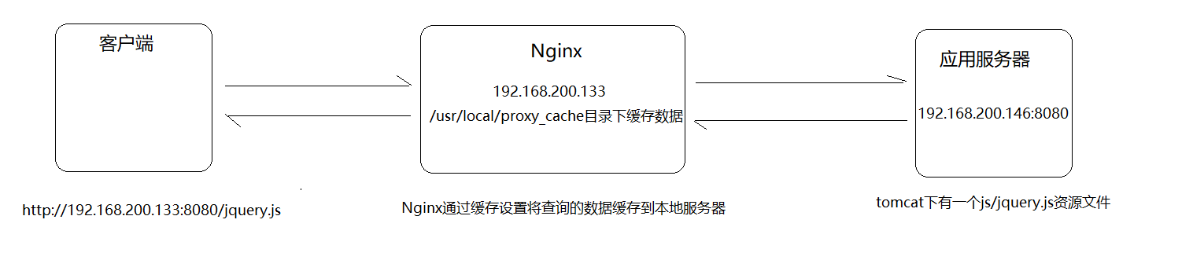 客户端
Nginx
192.168.200.133
/usr/local/proxy_cache目录下缓存数据
应用服务器
192.168.200.146:8080
http://192.168.200.133:8080/jquery.js
Nginx通过缓存设置将查询的数据缓存到本地服务器
tomcat下有一个js/jquery.js资源文件